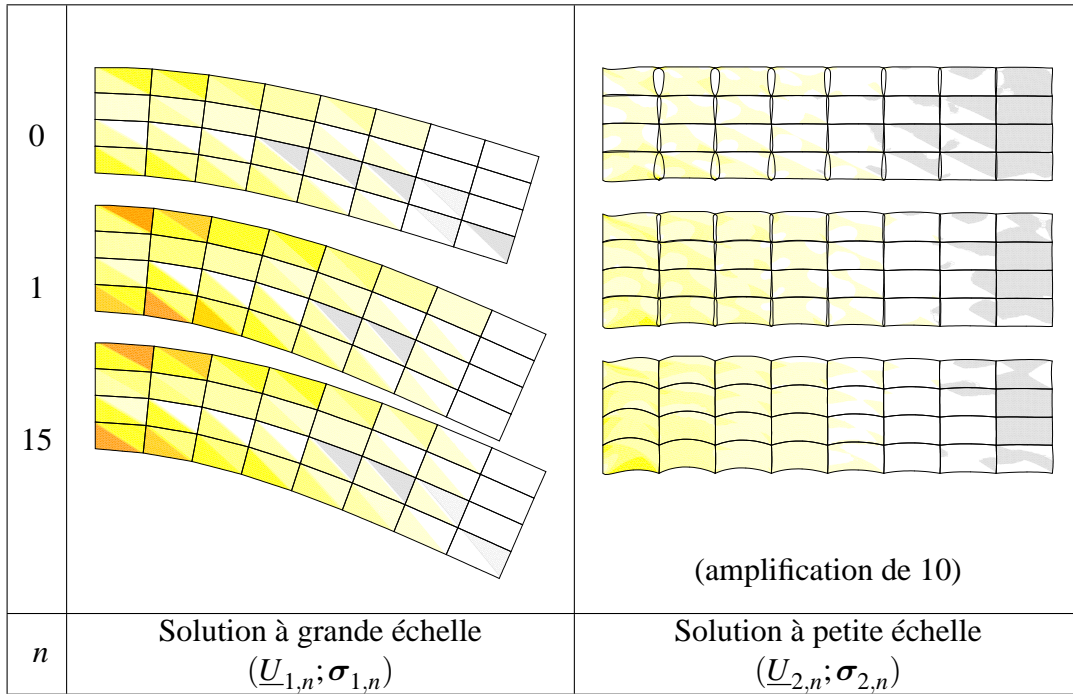 0
1
15
(amplification de 10)
n
Solution à grande échelle
(U₁,ₙ; σ₁,ₙ)
Solution à petite échelle
(U₂,ₙ; σ₂,ₙ)